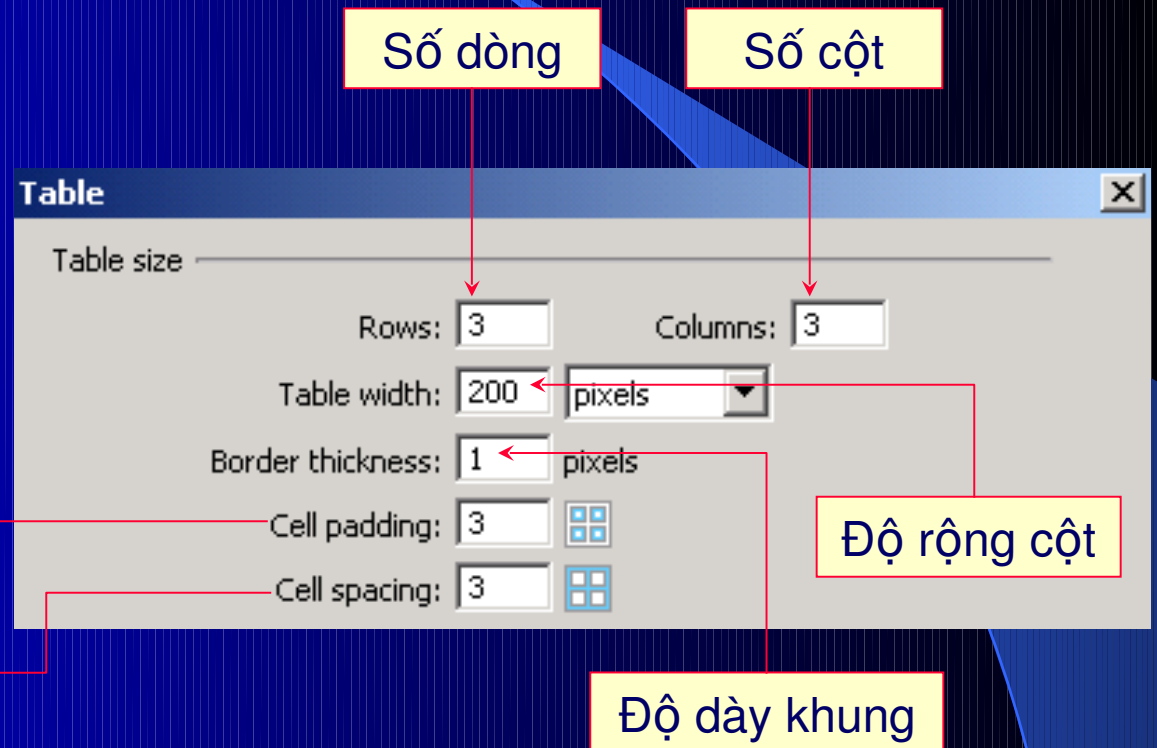 Số dòng Số cột
Table
Table size
Rows: 3 Columns: 3
Table width: 200 pixels
Border thickness: 1 pixels
Cell padding: 3
Độ rộng cột
Cell spacing: 3
Độ dày khung